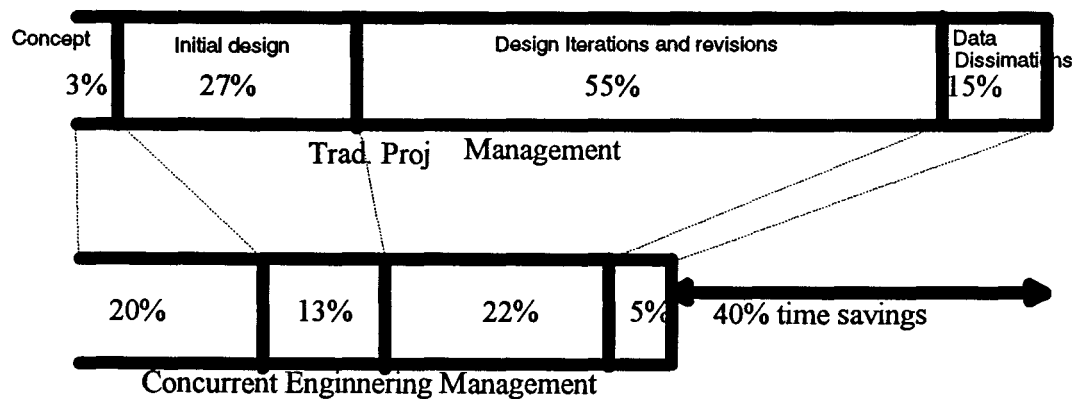 Concept
Initial design
Design Iterations and revisions
Data
Dissimations
3%
27%
55%
15%
Trad. Proj Management
20%
13%
22%
5%
40% time savings
Concurrent Enginnering Management